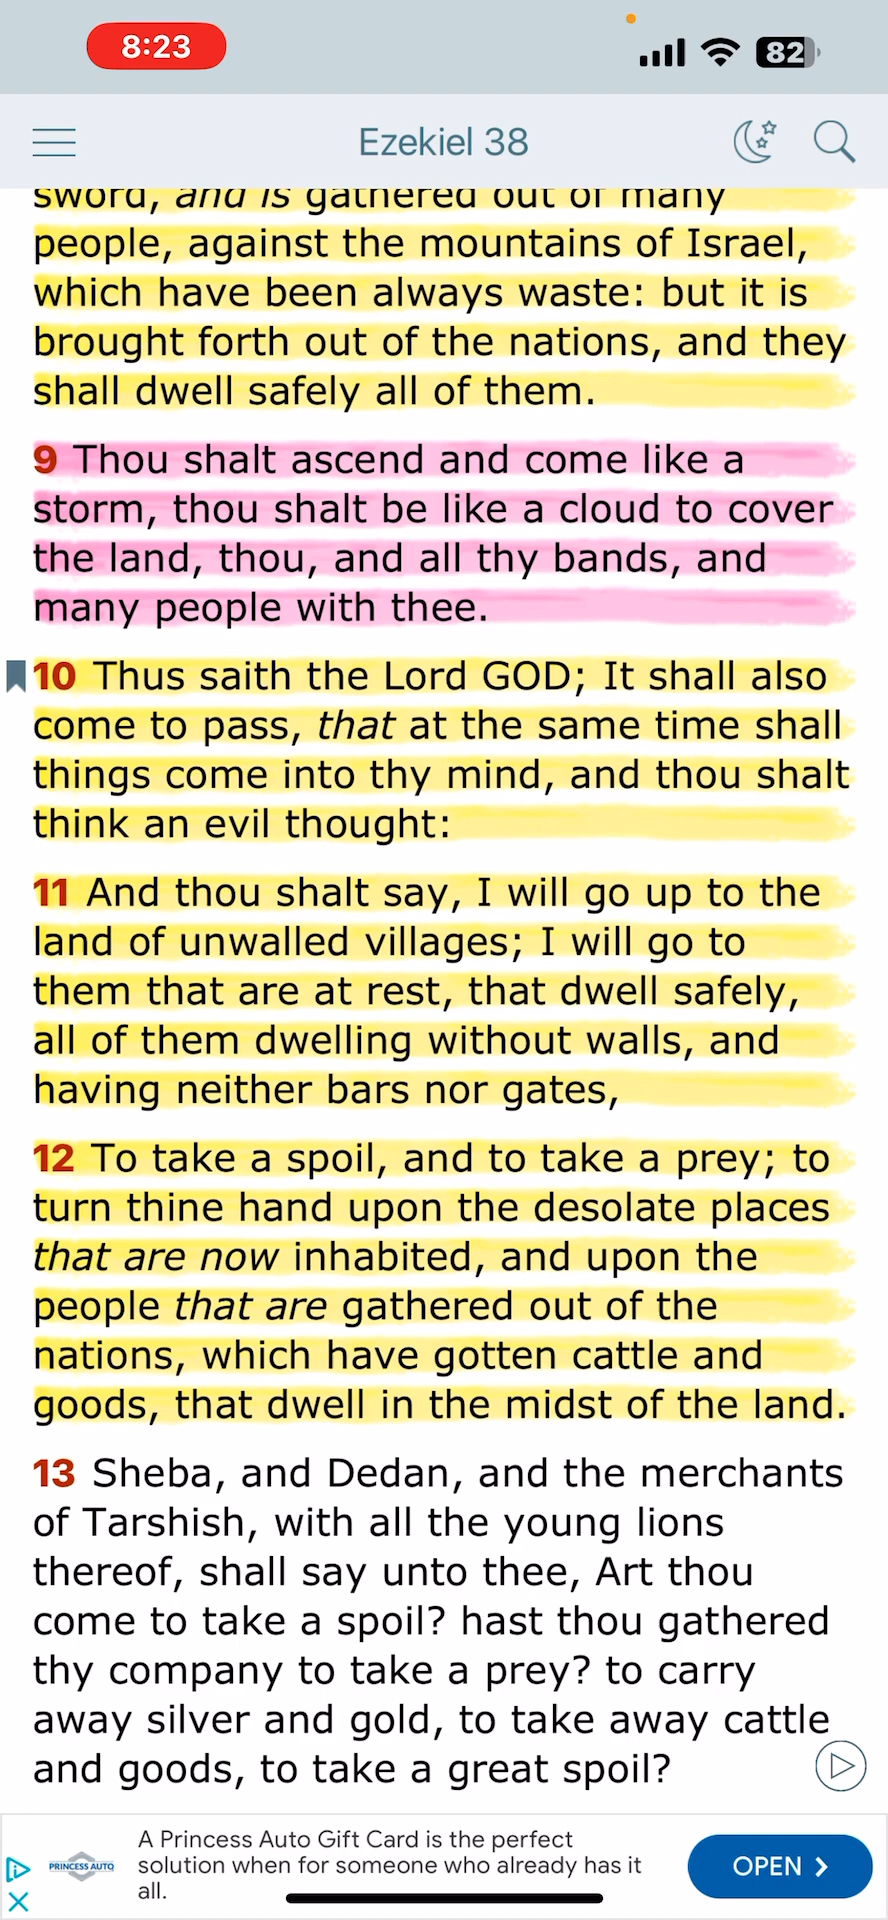 8:23
82
Ezekiel 38
sword, and is gathered out of many
people, against the mountains of Israel,
which have been always waste: but it is
brought forth out of the nations, and they
shall dwell safely all of them.
9 Thou shalt ascend and come like a
storm, thou shalt be like a cloud to cover
the land, thou, and all thy bands, and
many people with thee.
10 Thus saith the Lord GOD; It shall also
come to pass, that at the same time shall
things come into thy mind, and thou shalt
think an evil thought:
11 And thou shalt say, I will go up to the
land of unwalled villages; I will go to
them that are at rest, that dwell safely,
all of them dwelling without walls, and
having neither bars nor gates,
12 To take a spoil, and to take a prey; to
turn thine hand upon the desolate places
that are now inhabited, and upon the
people that are gathered out of the
nations, which have gotten cattle and
goods, that dwell in the midst of the land.
13 Sheba, and Dedan, and the merchants
of Tarshish, with all the young lions
thereof, shall say unto thee, Art thou
come to take a spoil? hast thou gathered
thy company to take a prey? to carry
away silver and gold, to take away cattle
and goods, to take a great spoil?
PRINCESS AUTO
A Princess Auto Gift Card is the perfect
solution when for someone who already has it
all.
OPEN